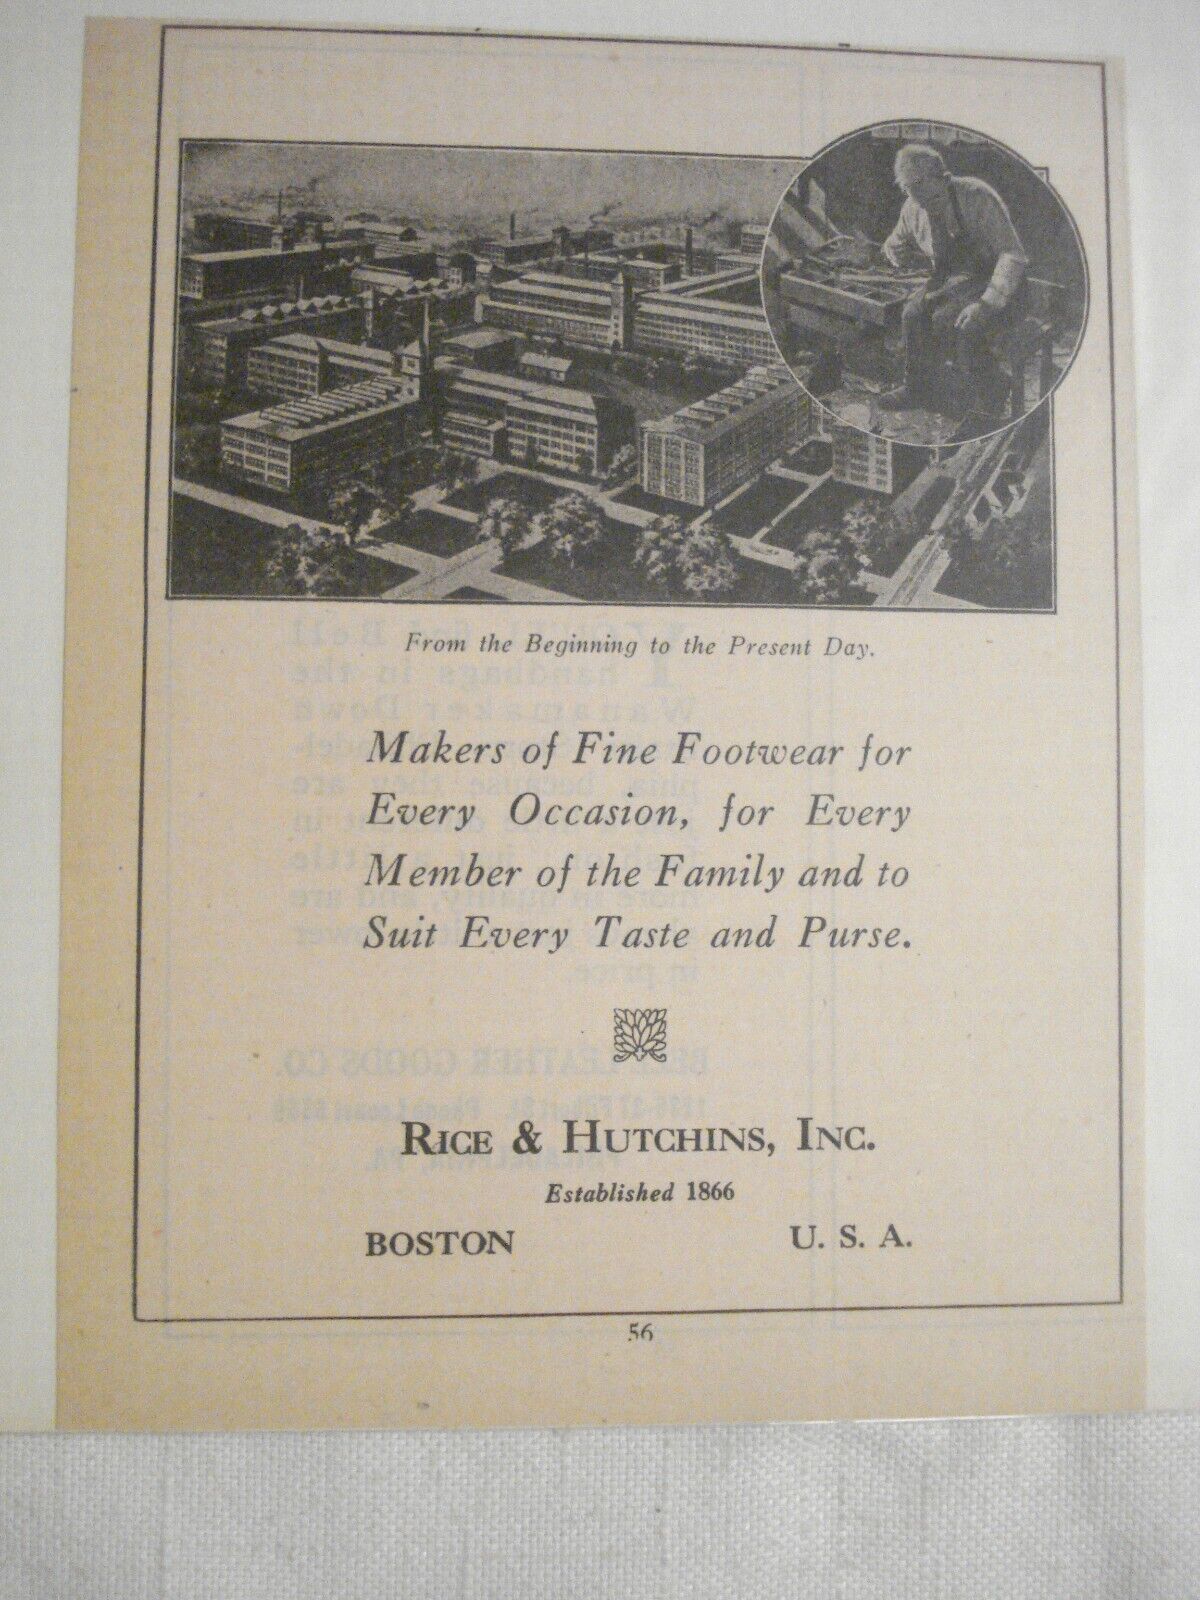 From the Beginning to the Present Day.
Makers of Fine Footwear for
Every Occasion, for Every
Member of the Family and to
Suit Every Taste and Purse.
RICE & HUTCHINS, INC.
Established 1866
BOSTON U. S. A.
56